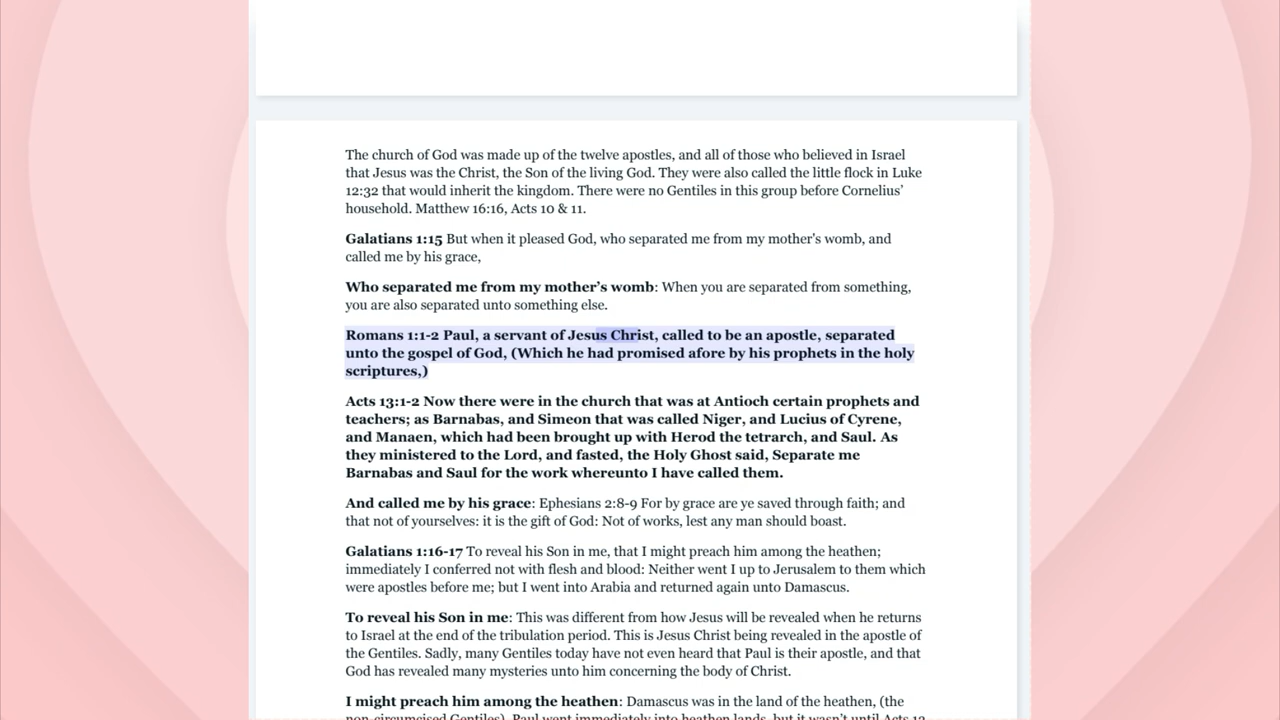 The church of God was made up of the twelve apostles, and all of those who believed in Israel
that Jesus was the Christ, the Son of the living God. They were also called the little flock in Luke
12:32 that would inherit the kingdom. There were no Gentiles in this group before Cornelius’
household. Matthew 16:16, Acts 10 & 11.
Galatians 1:15 But when it pleased God, who separated me from my mother's womb, and
called me by his grace,
Who separated me from my mother’s womb: When you are separated from something,
you are also separated unto something else.
Romans 1:1-2 Paul, a servant of Jesus Christ, called to be an apostle, separated
unto the gospel of God, (Which he had promised afore by his prophets in the holy
scriptures,)
Acts 13:1-2 Now there were in the church that was at Antioch certain prophets and
teachers; as Barnabas, and Simeon that was called Niger, and Lucius of Cyrene,
and Manaen, which had been brought up with Herod the tetrarch, and Saul. As
they ministered to the Lord, and fasted, the Holy Ghost said, Separate me
Barnabas and Saul for the work whereunto I have called them.
And called me by his grace: Ephesians 2:8-9 For by grace are ye saved through faith; and
that not of yourselves: it is the gift of God: Not of works, lest any man should boast.
Galatians 1:16-17 To reveal his Son in me, that I might preach him among the heathen;
immediately I conferred not with flesh and blood: Neither went I up to Jerusalem to them which
were apostles before me; but I went into Arabia and returned again unto Damascus.
To reveal his Son in me: This was different from how Jesus will be revealed when he returns
to Israel at the end of the tribulation period. This is Jesus Christ being revealed in the apostle of
the Gentiles. Sadly, many Gentiles today have not even heard that Paul is their apostle, and that
God has revealed many mysteries unto him concerning the body of Christ.
I might preach him among the heathen: Damascus was in the land of the heathen, (the
non-circumcised Gentiles). Paul went immediately into heathen lands, but it wasn’t until Acts 13